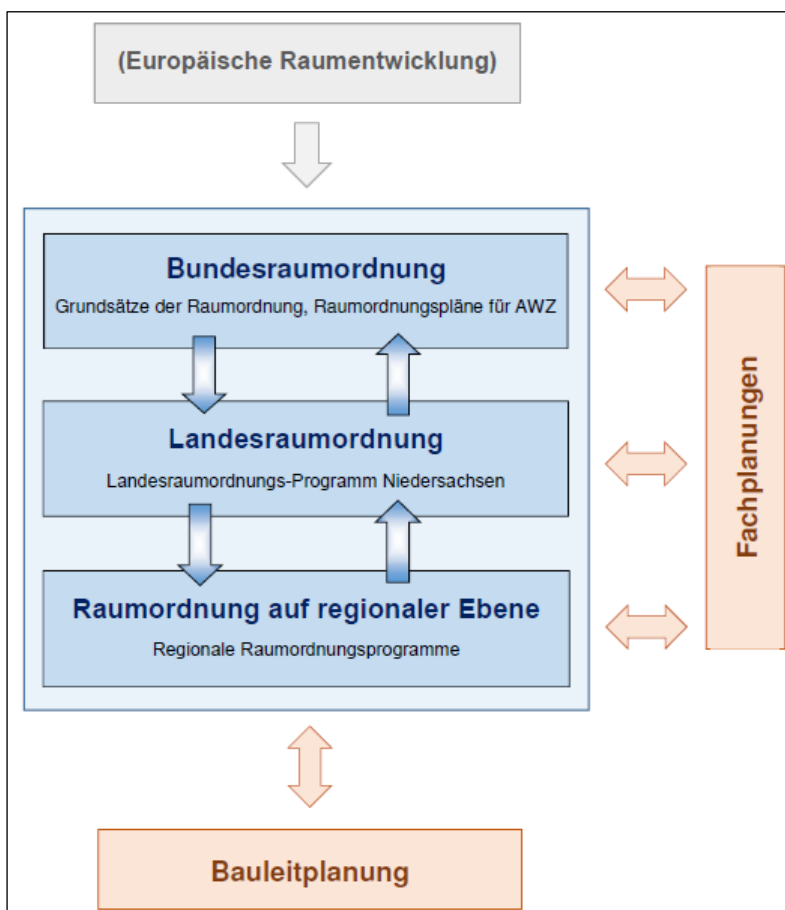 (Europäische Raumentwicklung)
Bundesraumordnung
Grundsätze der Raumordnung, Raumordnungspläne für AWZ
Landesraumordnung
Landesraumordnungs-Programm Niedersachsen
Raumordnung auf regionaler Ebene
Regionale Raumordnungsprogramme
Fachplanungen
Bauleitplanung